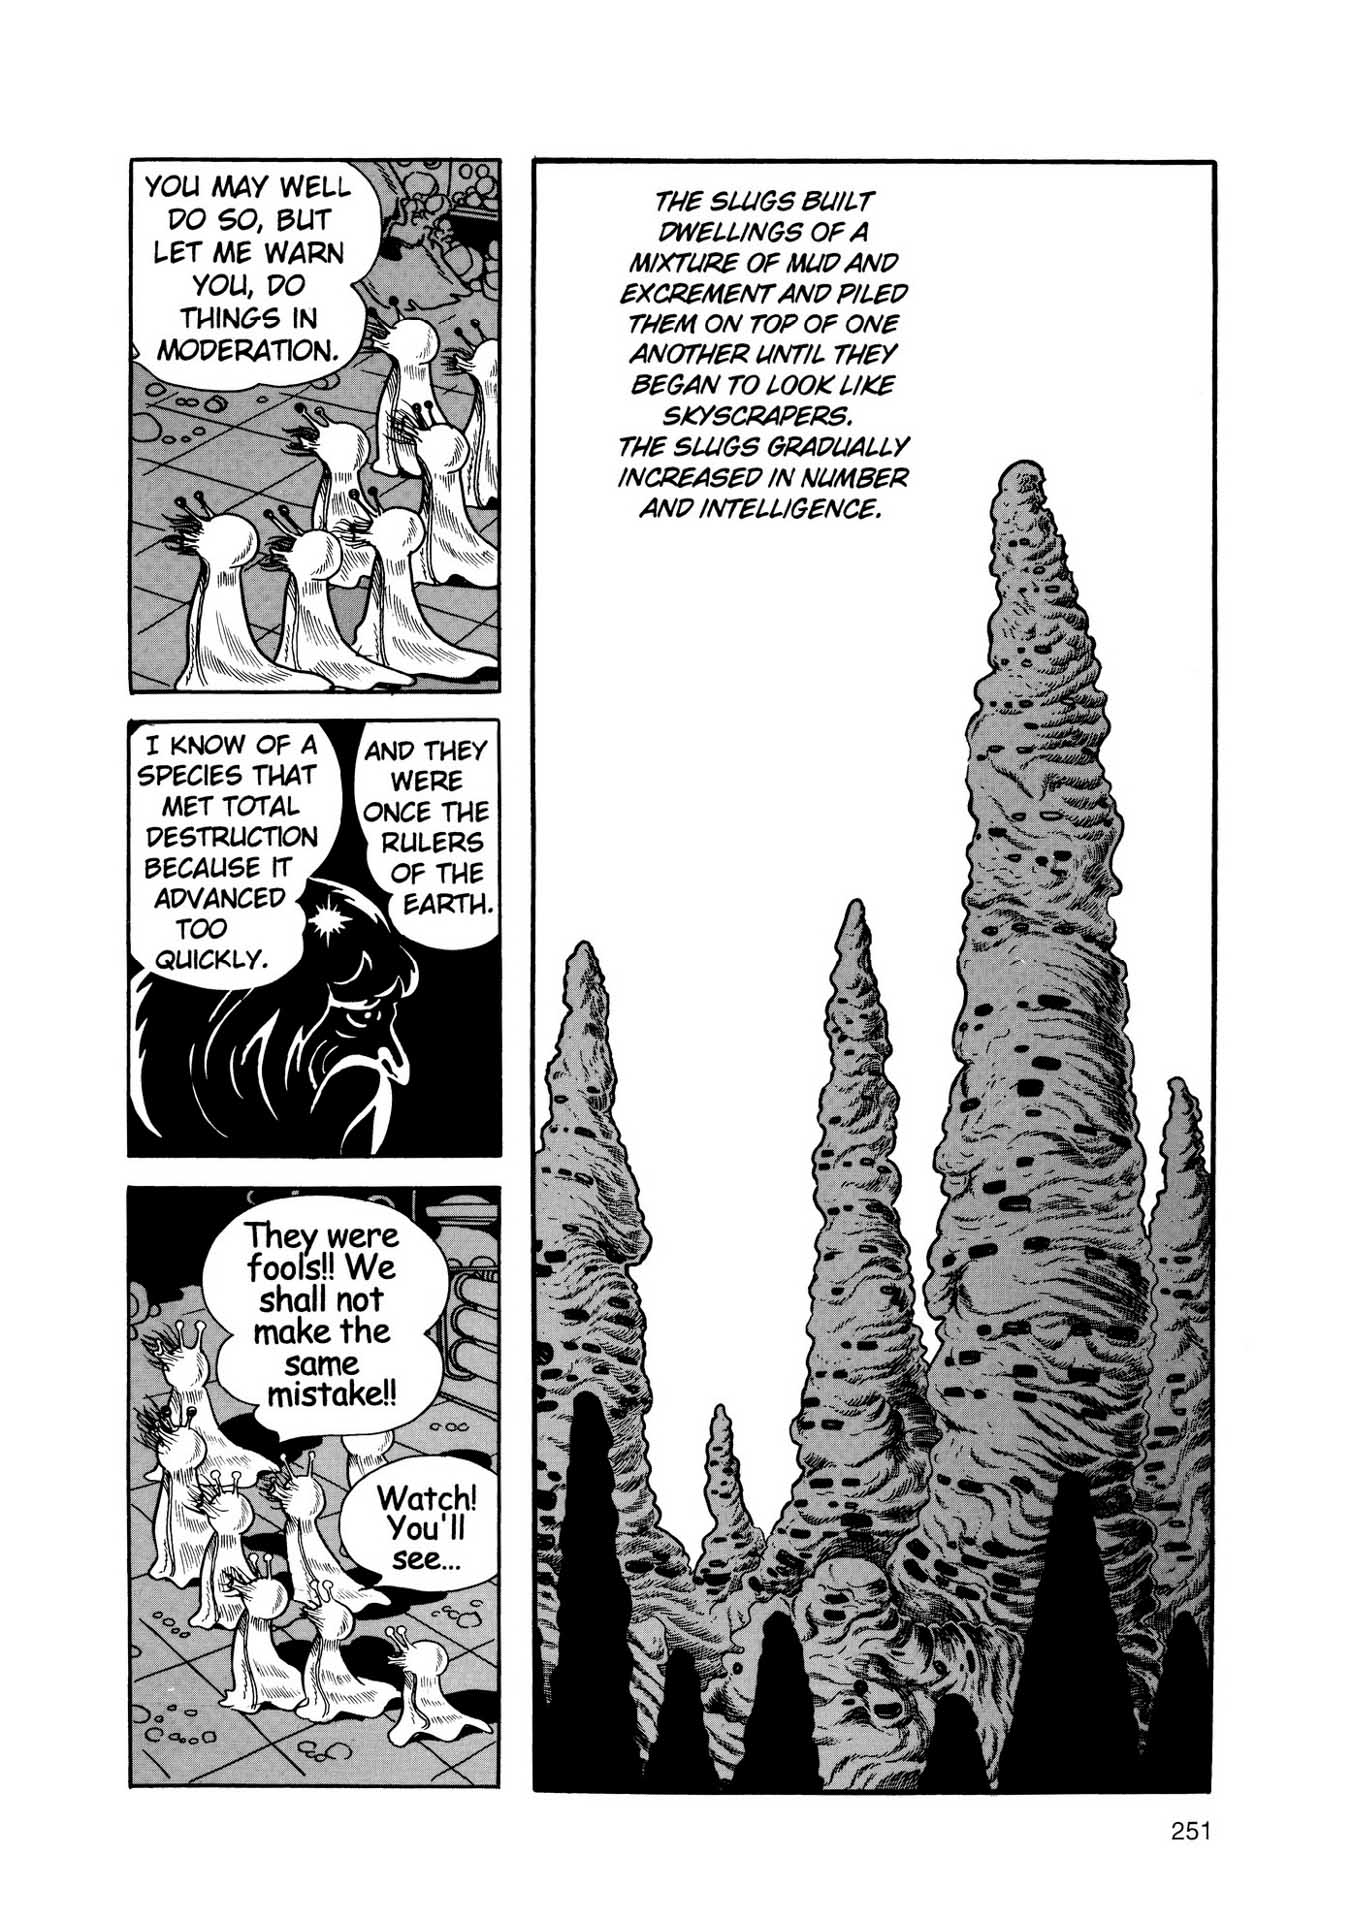 YOU MAY WELL
DO SO, BUT
LET ME WARN
YOU, DO
THINGS IN
MODERATION.
I KNOW OF A
SPECIES THAT
MET TOTAL
DESTRUCTION
BECAUSE IT
ADVANCED
TOO
QUICKLY.
AND THEY
WERE
ONCE THE
RULERS
OF THE
EARTH.
They were
fools!! We
shall not
make the
same
mistake!!
Watch!
You'll
see...
THE SLUGS BUILT
DWELLINGS OF A
MIXTURE OF MUD AND
EXCREMENT AND PILED
THEM ON TOP OF ONE
ANOTHER UNTIL THEY
BEGAN TO LOOK LIKE
SKYSCRAPERS.
THE SLUGS GRADUALLY
INCREASED IN NUMBER
AND INTELLIGENCE.
251